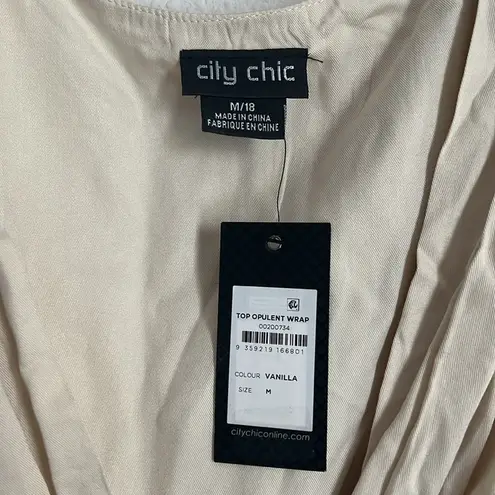 city chic
M/18
MADE IN CHINA
FABRIQUE EN CHINE
TOP OPULENT WRAP
00200734
9 359219 166801
COLOUR VANILLA
SIZE M
citychiconline.com